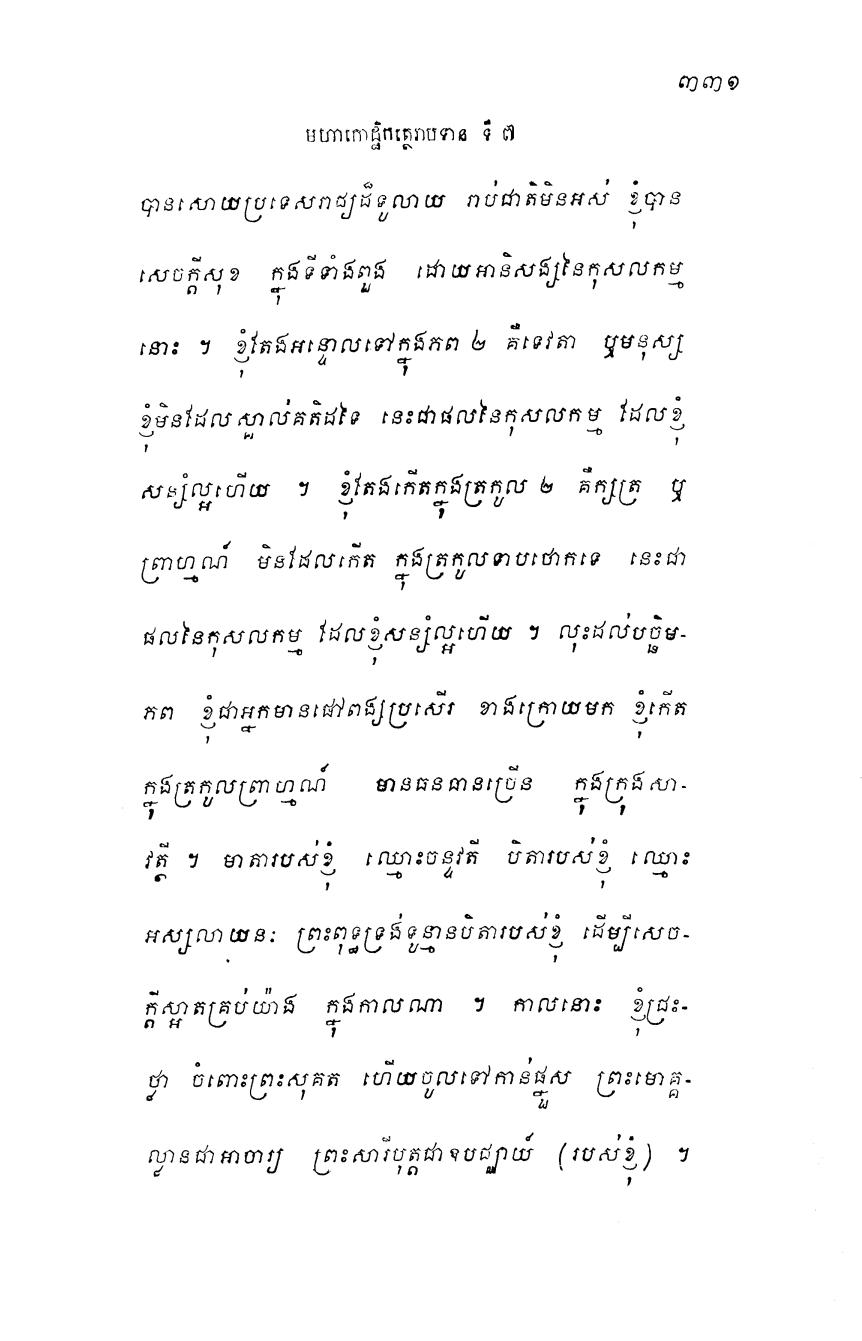 ៣៣១
មហាកោដ្ឋិតត្ថេរាបទាន ទី ៧
បានសោយប្រទេសរាជ្យដ៏ទូលាយ រាប់ជាតិមិនអស់ ខ្ញុំបាន
សេចក្តីសុខ ក្នុងទីទាំងពួង ដោយអានិសង្សនៃកុសលកម្ម
នោះ ។ ខ្ញុំតែងអន្ទោលទៅក្នុងភព ២ គឺទេវតា ឬមនុស្ស
ខ្ញុំមិនដែលស្គាល់គតិដទៃ នេះជាផលនៃកុសលកម្ម ដែលខ្ញុំ
សន្សំល្អហើយ ។ ខ្ញុំតែងកើតក្នុងត្រកូល ២ គឺក្សត្រ ឬ
ព្រាហ្មណ៍ មិនដែលកើត ក្នុងត្រកូលទាបថោកទេ នេះជា
ផលនៃកុសលកម្ម ដែលខ្ញុំសន្សំល្អហើយ ។ លុះដល់បច្ឆិម-
ភព ខ្ញុំជាអ្នកមានផៅពង្សប្រសើរ ខាងក្រោយមក ខ្ញុំកើត
ក្នុងត្រកូលព្រាហ្មណ៍ មានធនធានច្រើន ក្នុងក្រុងសា-
វត្ថី ។ មាតារបស់ខ្ញុំ ឈ្មោះចន្ទវតី បិតារបស់ខ្ញុំ ឈ្មោះ
អស្សលាយនៈ ព្រះពុទ្ធទ្រង់ទូន្មានបិតារបស់ខ្ញុំ ដើម្បីសេច-
ក្តីស្អាតគ្រប់យ៉ាង ក្នុងកាលណា ។ កាលនោះ ខ្ញុំជ្រះ-
ថ្លា ចំពោះព្រះសុគត ហើយចូលទៅកាន់ផ្នួស ព្រះមោគ្គ-
ល្លានជាអាចារ្យ ព្រះសារីបុត្តជាឧបជ្ឈាយ៍ (របស់ខ្ញុំ) ។